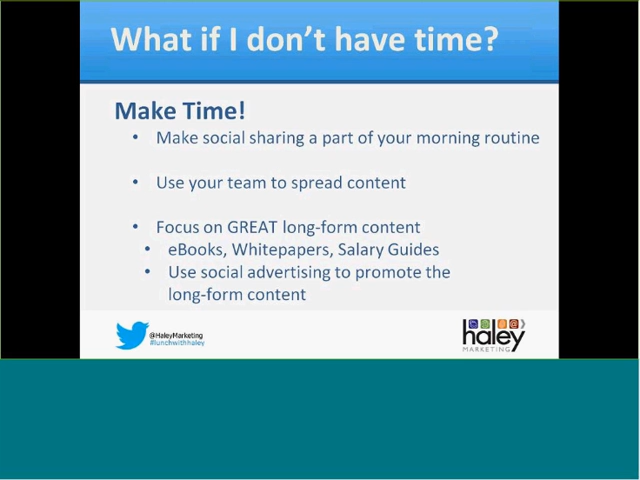 What if I don't have time?
Make Time!
• Make social sharing a part of your morning routine
• Use your team to spread content
• Focus on GREAT long-form content
• eBooks, Whitepapers, Salary Guides
• Use social advertising to promote the
long-form content
@HaleyMarketing
#lunchwithhaley
haley
MARKETING